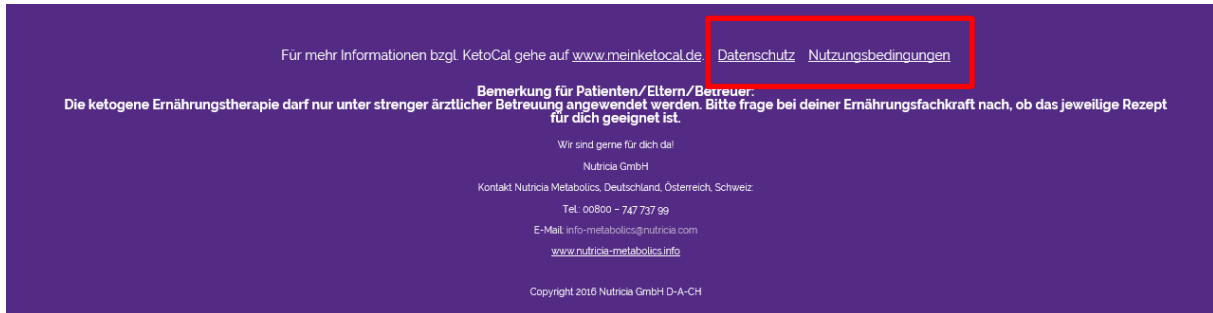 Für mehr Informationen bzgl. KetoCal gehe auf www.meinketocal.de. Datenschutz Nutzungsbedingungen
Bemerkung für Patienten/Eltern/Betreuer:
Die ketogene Ernährungstherapie darf nur unter strenger ärztlicher Betreuung angewendet werden. Bitte frage bei deiner Ernährungsfachkraft nach, ob das jeweilige Rezept
für dich geeignet ist.
Wir sind gerne für dich da!
Nutricia GmbH
Kontakt Nutricia Metabolics, Deutschland, Österreich, Schweiz:
Tel.: 00800 – 747 737 99
E-Mail: info-metabolics@nutricia.com
www.nutricia-metabolics.info
Copyright 2016 Nutricia GmbH D-A-CH